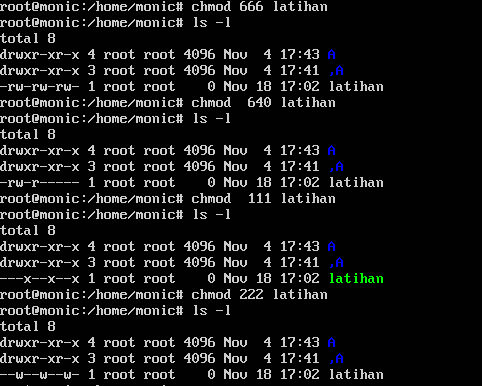 root@monic:/home/monic# chmod 666 latihan
root@monic:/home/monic# ls -l
total 8
drwxr-xr-x 4 root root 4096 Nov  4 17:43 A
drwxr-xr-x 3 root root 4096 Nov  4 17:41 .A
-rw-rw-rw- 1 root root    0 Nov 18 17:02 latihan
root@monic:/home/monic# chmod  640 latihan
root@monic:/home/monic# ls -l
total 8
drwxr-xr-x 4 root root 4096 Nov  4 17:43 A
drwxr-xr-x 3 root root 4096 Nov  4 17:41 .A
-rw-r----- 1 root root    0 Nov 18 17:02 latihan
root@monic:/home/monic# chmod  111 latihan
root@monic:/home/monic# ls -l
total 8
drwxr-xr-x 4 root root 4096 Nov  4 17:43 A
drwxr-xr-x 3 root root 4096 Nov  4 17:41 .A
---x--x--x 1 root root    0 Nov 18 17:02 latihan
root@monic:/home/monic# chmod 222 latihan
root@monic:/home/monic# ls -l
total 8
drwxr-xr-x 4 root root 4096 Nov  4 17:43 A
drwxr-xr-x 3 root root 4096 Nov  4 17:41 .A
--w--w--w- 1 root root    0 Nov 18 17:02 latihan